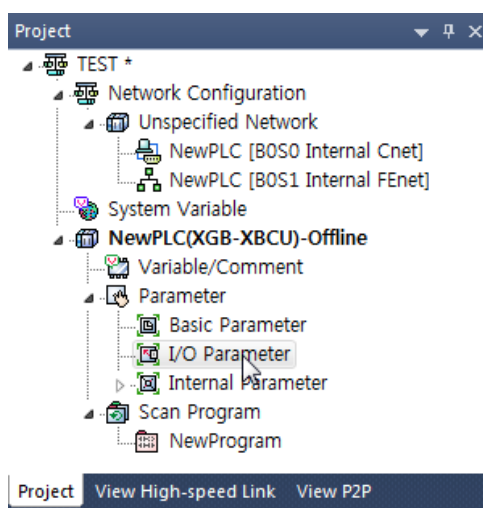 Project
TEST *
Network Configuration
Unspecified Network
NewPLC [B0S0 Internal Cnet]
NewPLC [B0S1 Internal FEnet]
System Variable
NewPLC(XGB-XBCU)-Offline
Variable/Comment
Parameter
Basic Parameter
I/O Parameter
Internal Parameter
Scan Program
NewProgram
Project View High-speed Link View P2P